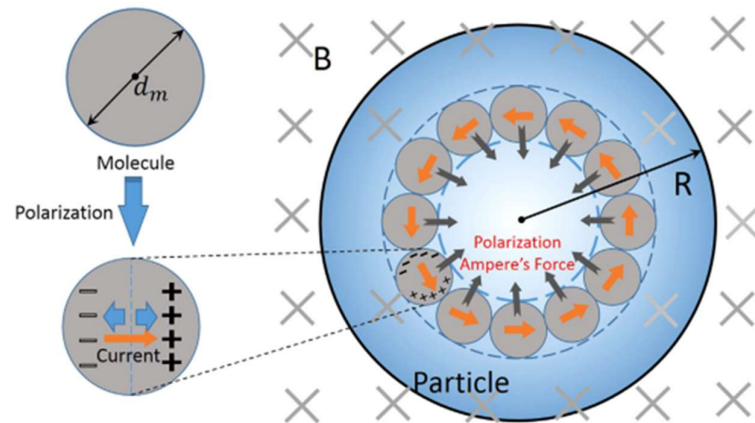 d_m
Molecule
Polarization
Current
B
R
Polarization
Ampere's Force
Particle